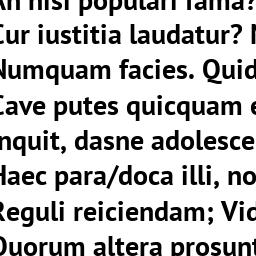 An nisi populari fama?
Cur iustitia laudatur?
Numquam facies. Quid
Cave putes quicquam
inquit, dasne adolesce
Haec para/doca illi, no
Reguli reiciendam; Vid
Quorum altera prosunt